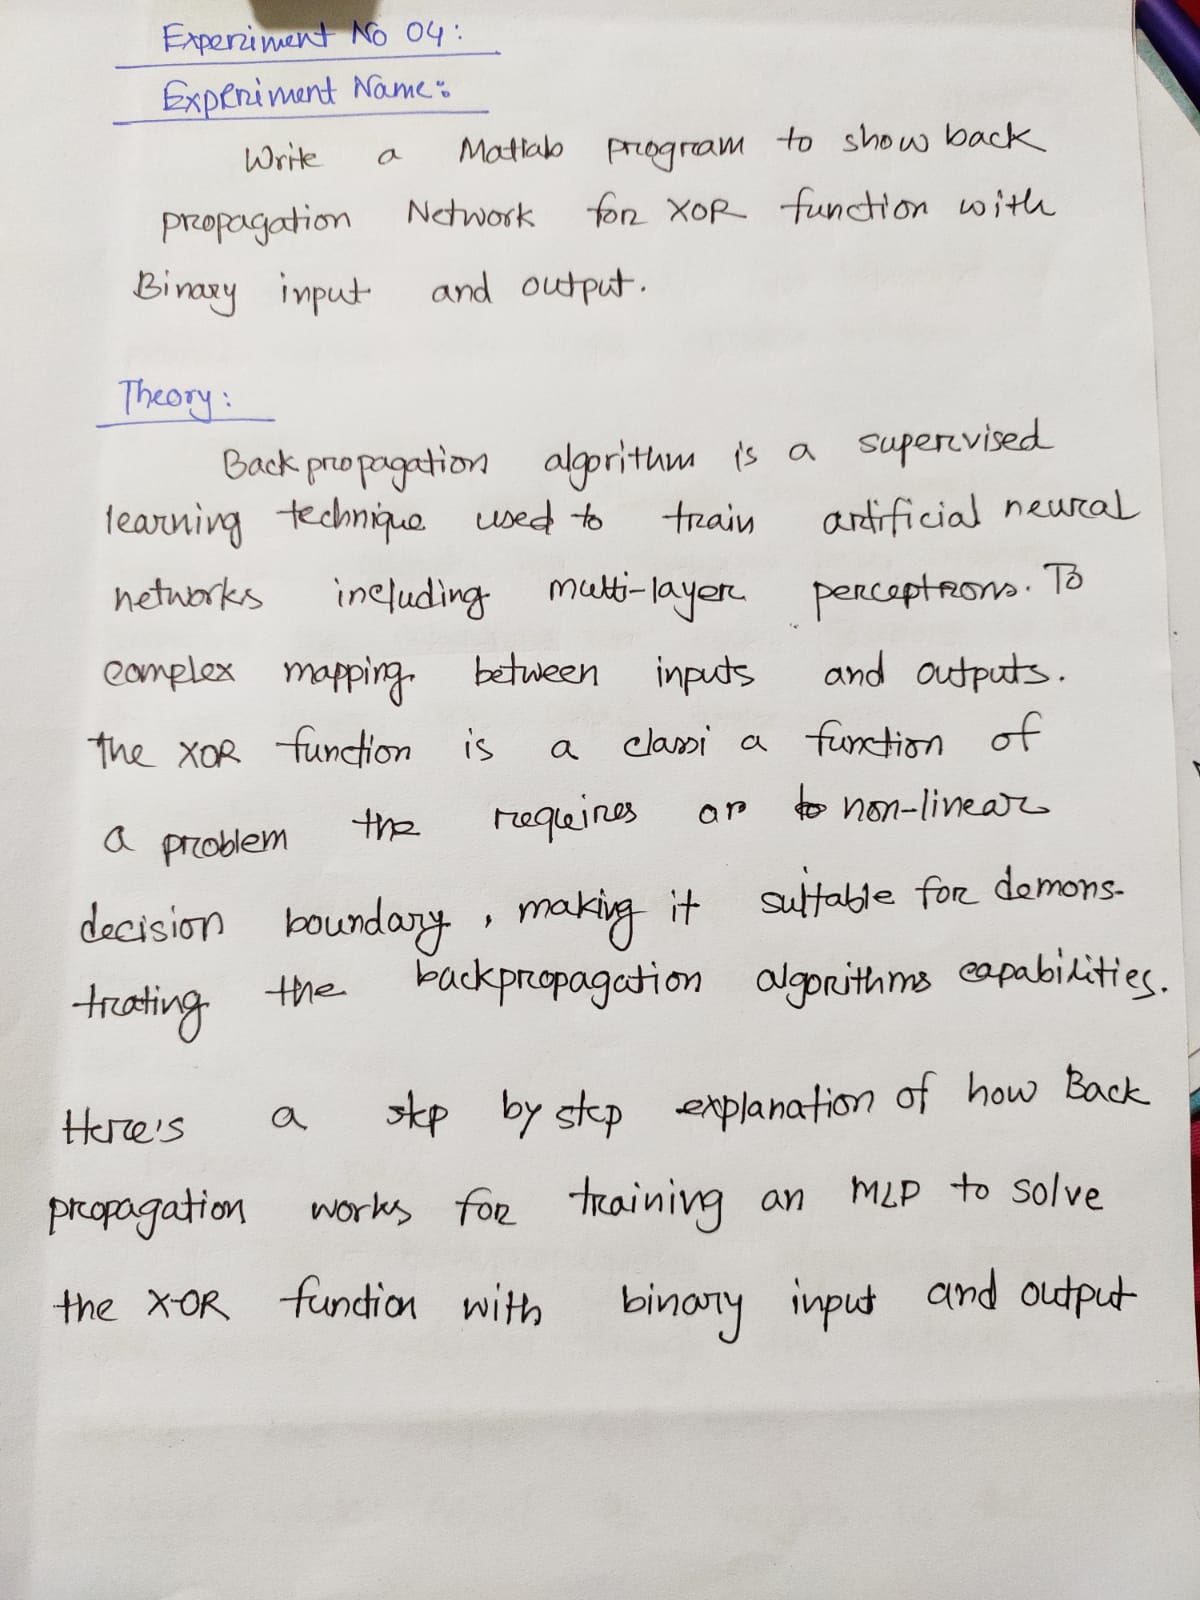 Experiment No 04:
Experiment Name:
Write a Matlab program to show back
propagation Network for XOR function with
Binary input and output.
Theory:
Back propagation algorithm is a supervised
learning technique used to train artificial neural
networks including multi-layer perceptrons. To
complex mapping between inputs and outputs.
The XOR function is a classi a function of
a problem the requires an to non-linear
decision boundary, making it suitable for demons-
trating the backpropagation algorithms capabilities.
Here's a step by step explanation of how Back
propagation works for training an MLP to solve
the X-OR function with binary input and output